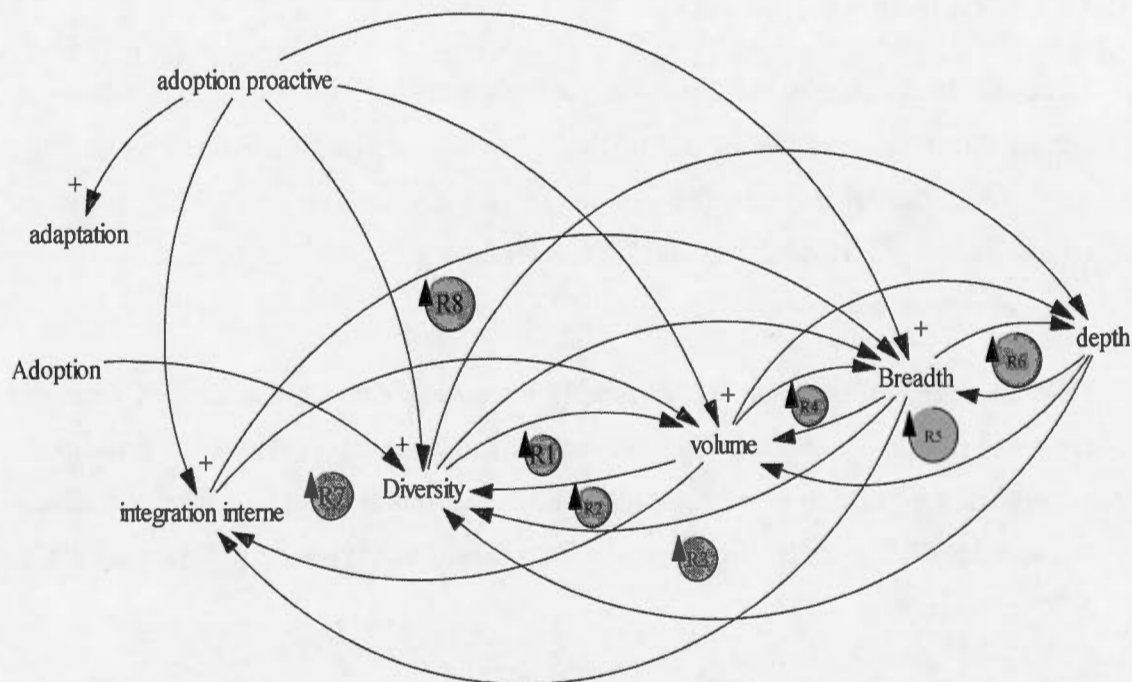 adoption proactive
+
adaptation
R8
+
depth
Adoption
R6
Breadth
+
R4
+
R5
volume
+
R1
R7
Diversity
R2
integration interne
R3